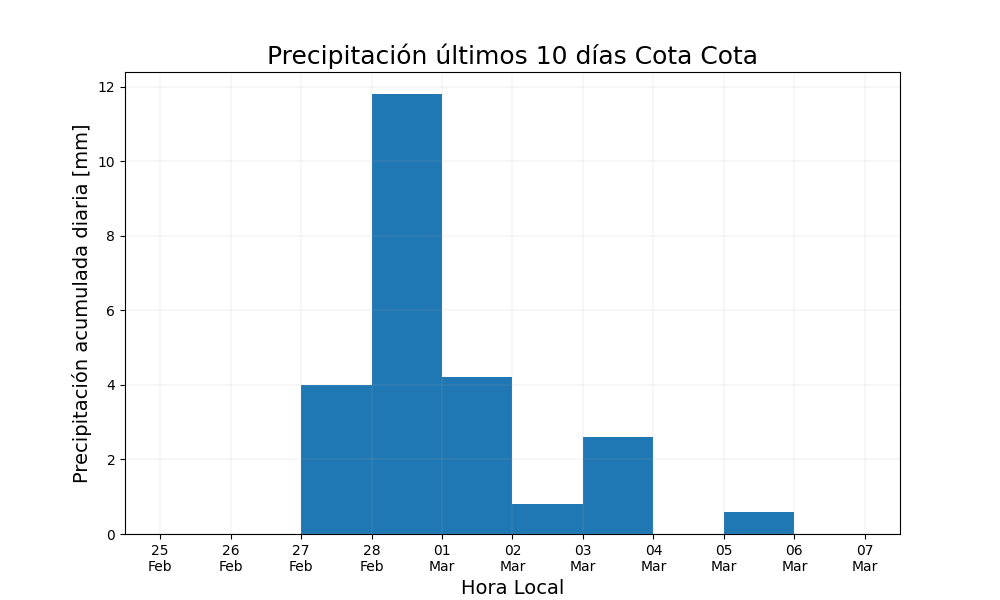 Precipitación últimos 10 días Cota Cota
Precipitación acumulada diaria [mm]
12
10
8
6
4
2
0
25 26 27 28 01 02 03 04 05 06 07
Feb Feb Feb Feb Mar Mar Mar Mar Mar Mar Mar
Hora Local